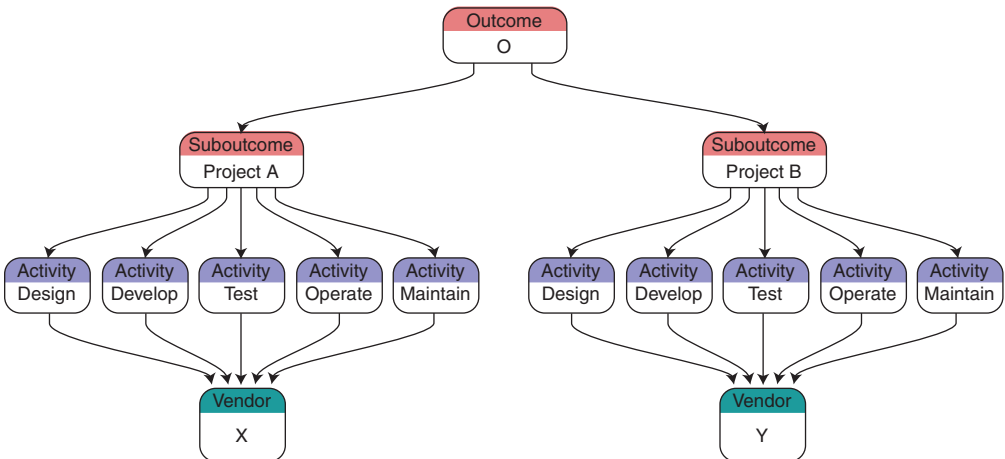 Outcome
O
Suboutcome
Project A
Suboutcome
Project B
Activity
Design
Activity
Develop
Activity
Test
Activity
Operate
Activity
Maintain
Activity
Design
Activity
Develop
Activity
Test
Activity
Operate
Activity
Maintain
Vendor
X
Vendor
Y